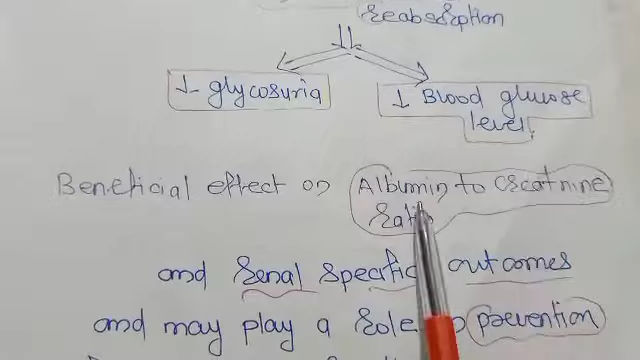 Reabsorption
↓ glycosuria
↓ Blood glucose
level
Beneficial effect on Albumin to creatnine
ratio
and Renal specific outcomes
and may play a role prevention